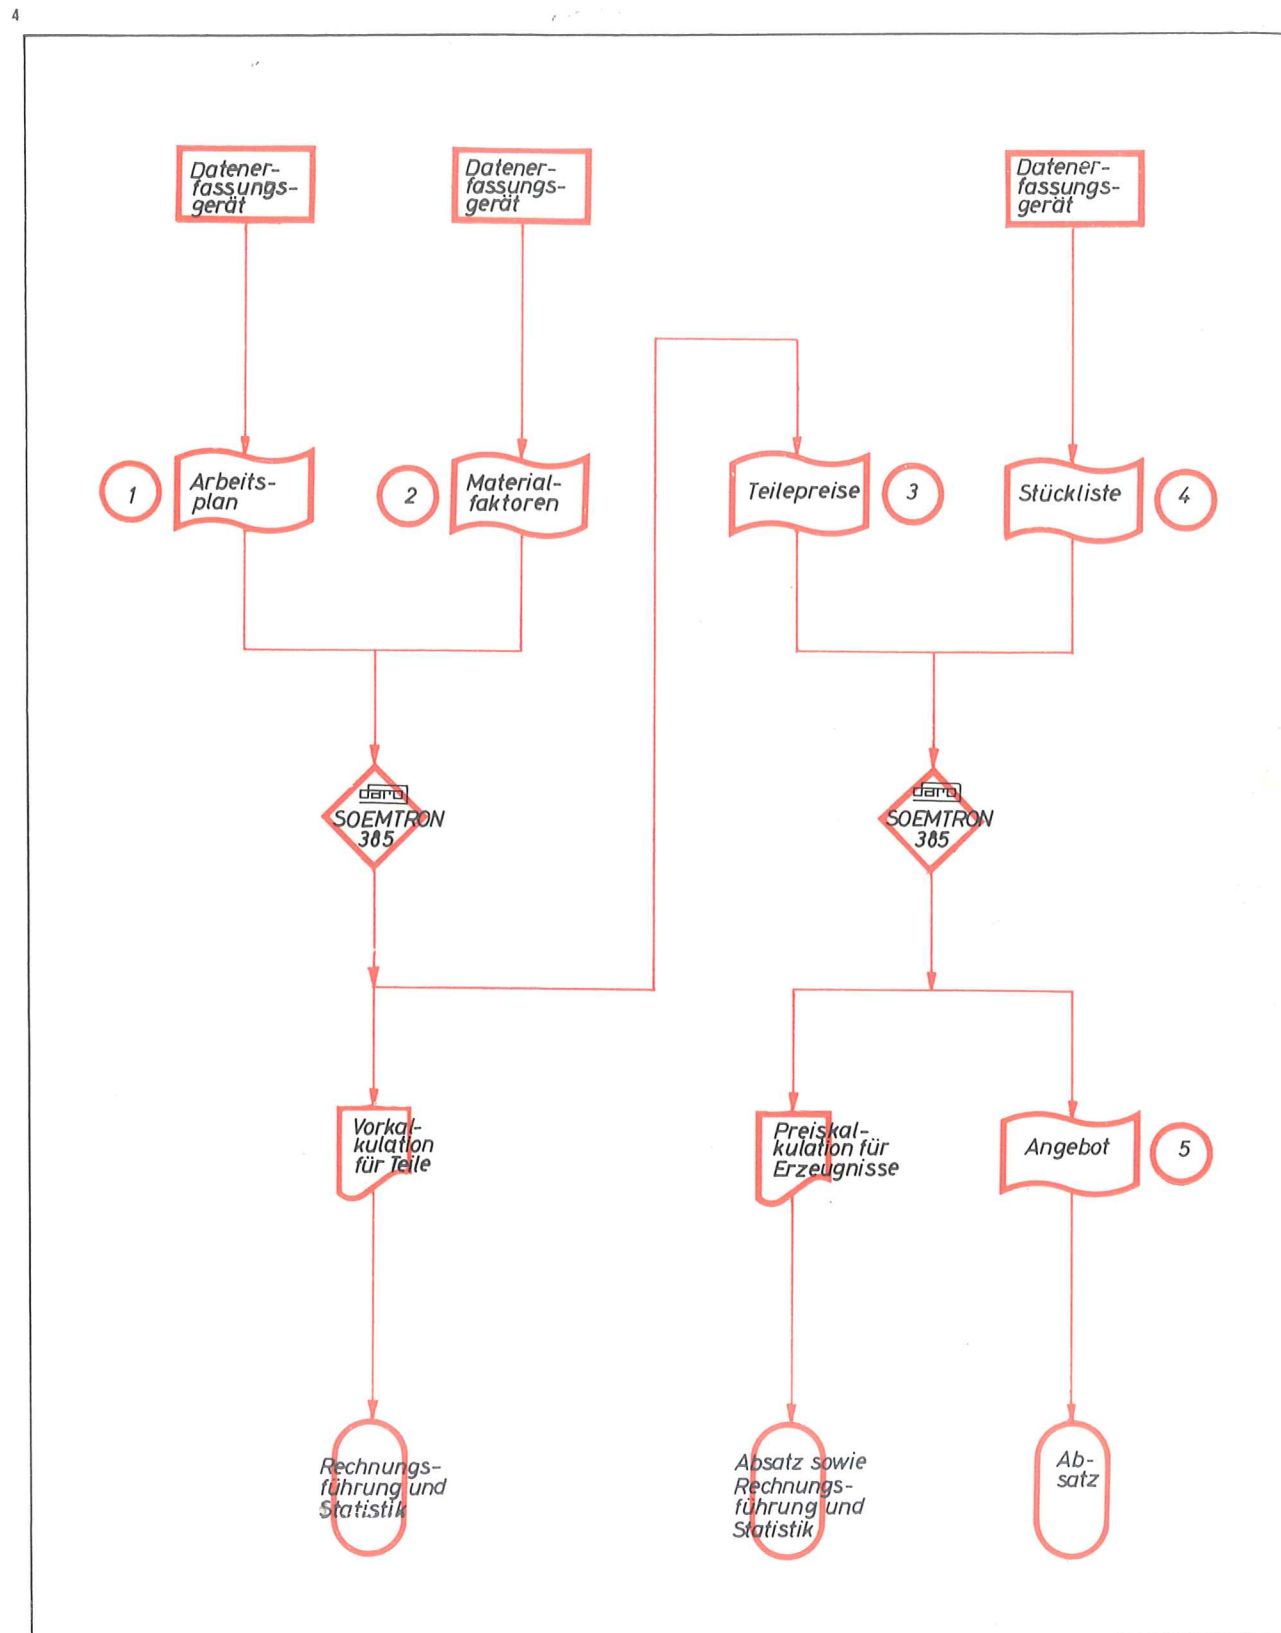 4
Datener-
fassungs-
gerät
Datener-
fassungs-
gerät
Datener-
fassungs-
gerät
1
Arbeits-
plan
2
Material-
faktoren
Teilepreise
3
Stückliste
4
daro
SOEMTRON
385
daro
SOEMTRON
385
Vorkal-
kulation
für Teile
Preiskal-
kulation für
Erzeugnisse
Angebot
5
Rechnungs-
führung und
Statistik
Absatz sowie
Rechnungs-
führung und
Statistik
Ab-
satz